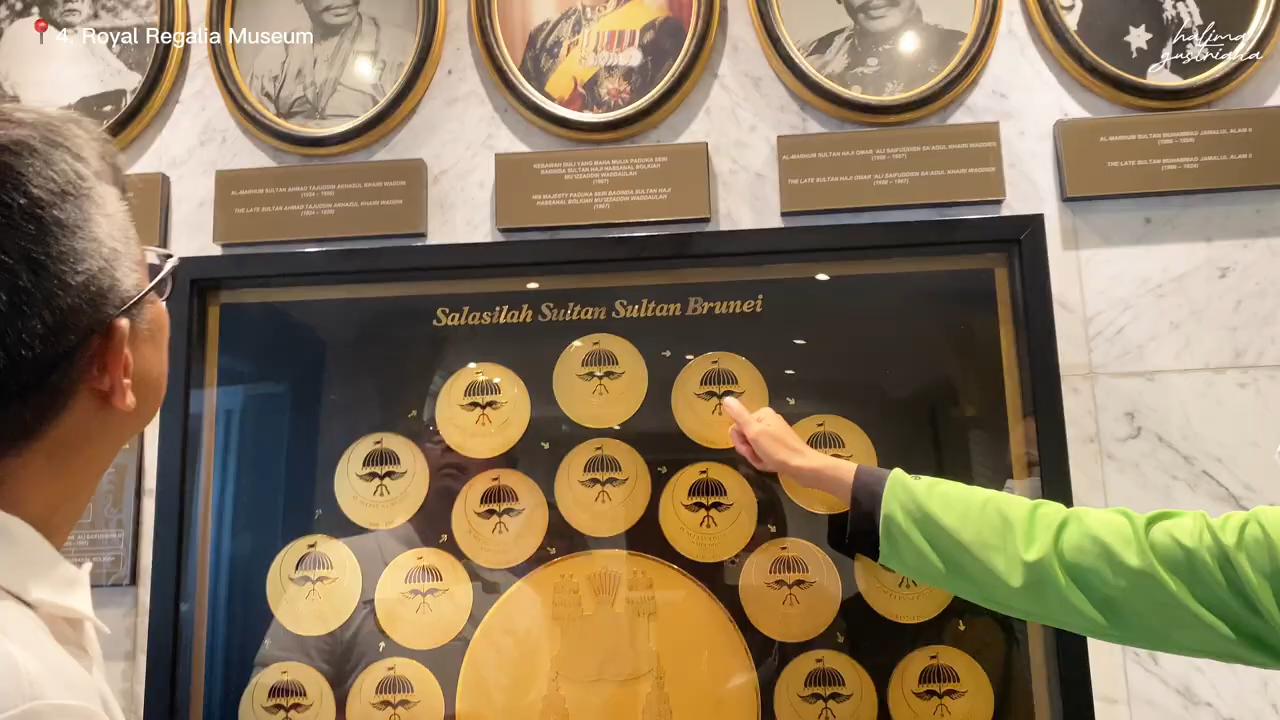 4. Royal Regalia Museum
halima
gusniadha
AL-MARHUM SULTAN AHMAD TAJUDDIN AKHAZUL KHAIRI WADDIN
(1924 – 1950)
THE LATE SULTAN AHMAD TAJUDDIN AKHAZUL KHAIRI WADDIN
(1924 – 1950)
KEBAWAH DULI YANG MAHA MULIA PADUKA SERI
BAGINDA SULTAN HAJI HASSANAL BOLKIAH
MU'IZZADDIN WADDAULAH
(1967)
HIS MAJESTY PADUKA SERI BAGINDA SULTAN HAJI
HASSANAL BOLKIAH MU'IZZADDIN WADDAULAH
(1967)
AL-MARHUM SULTAN HAJI OMAR 'ALI SAIFUDDIEN SA'ADUL KHAIRI WADDIEN
(1950 – 1967)
THE LATE SULTAN HAJI OMAR 'ALI SAIFUDDIEN SA'ADUL KHAIRI WADDIEN
(1950 – 1967)
AL-MARHUM SULTAN MUHAMMAD JAMALUL ALAM II
(1906 – 1924)
THE LATE SULTAN MUHAMMAD JAMALUL ALAM II
(1906 – 1924)
Salasilah Sultan Sultan Brunei